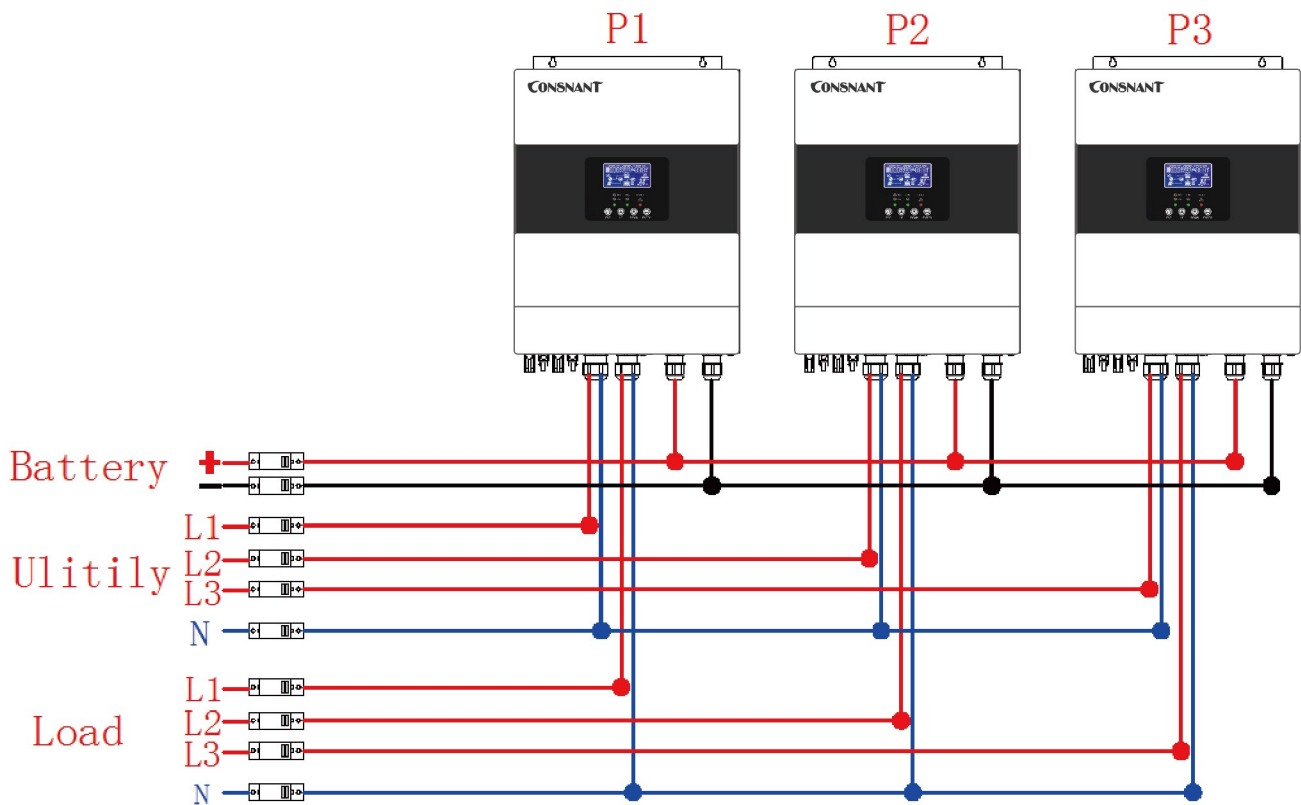 P1 P2 P3
CONSNANT CONSNANT CONSNANT
Battery + −
L1
L2
Ulitily
L3
N
L1
L2
Load
L3
N